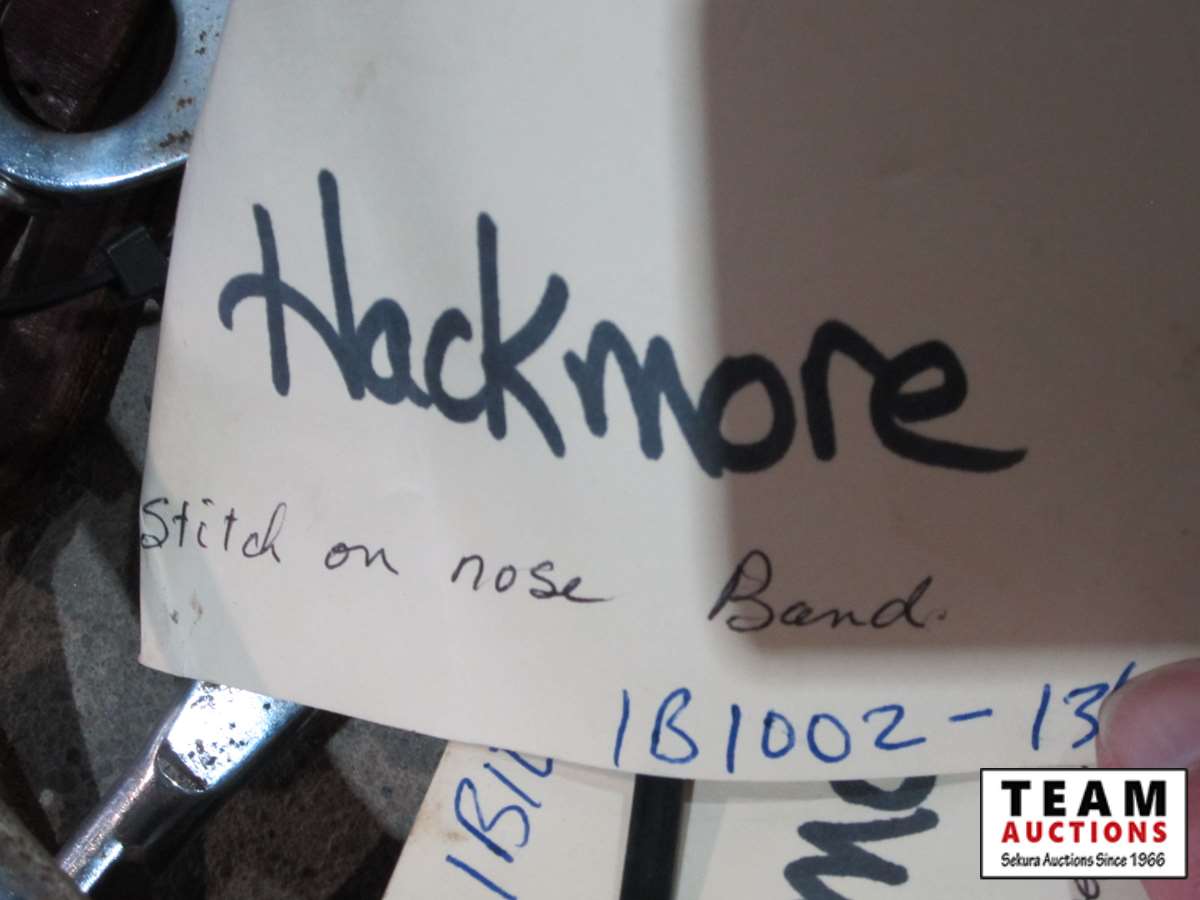 Hackmore
Stitch on nose Band.
1B1002-13
TEAM
AUCTIONS
Sekura Auctions Since 1966